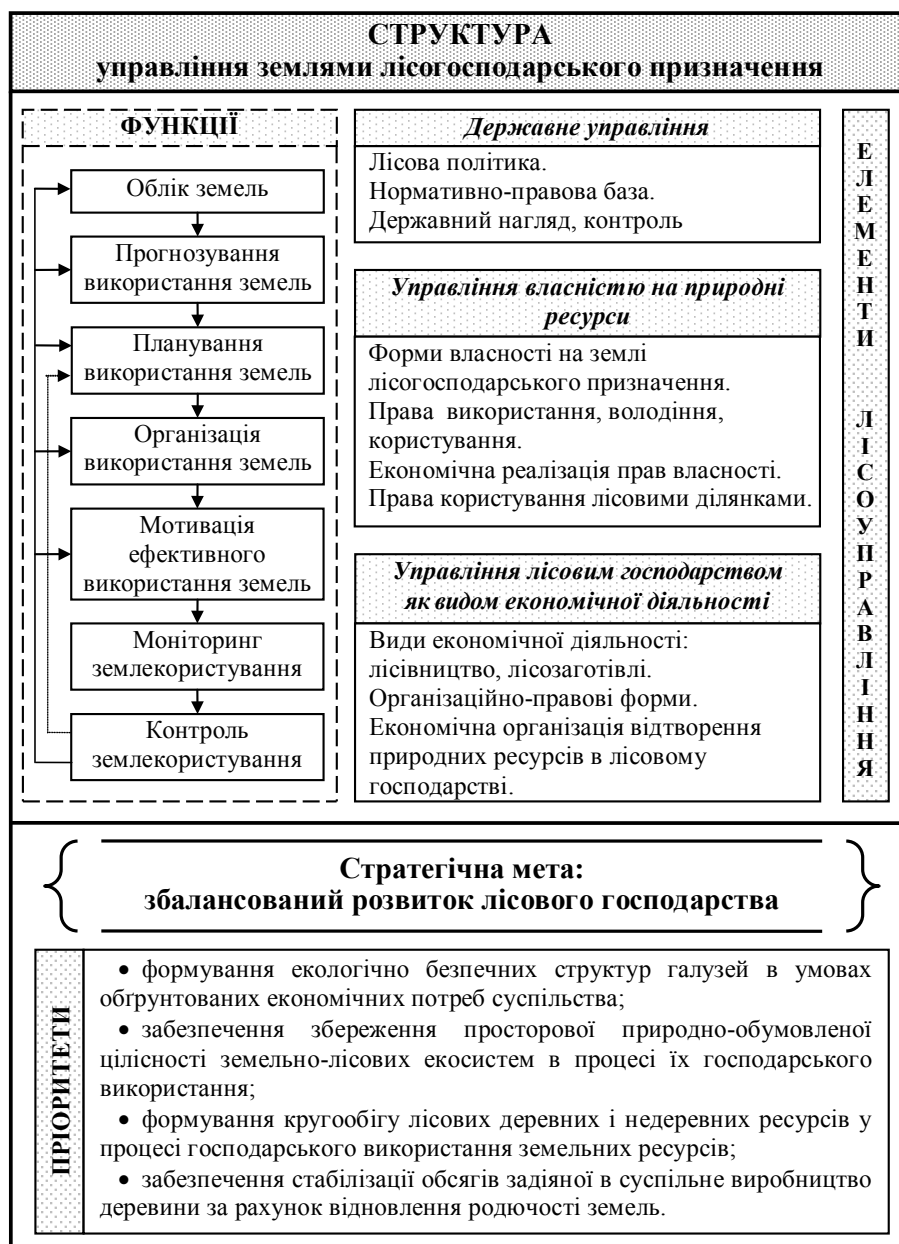 СТРУКТУРА
управління землями лісогосподарського призначення
ФУНКЦІЇ
Облік земель
Прогнозування
використання земель
Планування
використання земель
Організація
використання земель
Мотивація
ефективного
використання земель
Моніторинг
землекористування
Контроль
землекористування
Державне управління
Лісова політика.
Нормативно-правова база.
Державний нагляд, контроль
Управління власністю на природні
ресурси
Форми власності на землі
лісогосподарського призначення.
Права використання, володіння,
користування.
Економічна реалізація прав власності.
Права користування лісовими ділянками.
Управління лісовим господарством
як видом економічної діяльності
Види економічної діяльності:
лісівництво, лісозаготівлі.
Організаційно-правові форми.
Економічна організація відтворення
природних ресурсів в лісовому
господарстві.
ЕЛЕМЕНТИ ЛІСОУПРАВЛІННЯ
Стратегічна мета:
збалансований розвиток лісового господарства
ПРІОРИТЕТИ
• формування екологічно безпечних структур галузей в умовах
обґрунтованих економічних потреб суспільства;
• забезпечення збереження просторової природно-обумовленої
цілісності земельно-лісових екосистем в процесі їх господарського
використання;
• формування кругообігу лісових деревних і недеревних ресурсів у
процесі господарського використання земельних ресурсів;
• забезпечення стабілізації обсягів задіяної в суспільне виробництво
деревини за рахунок відновлення родючості земель.